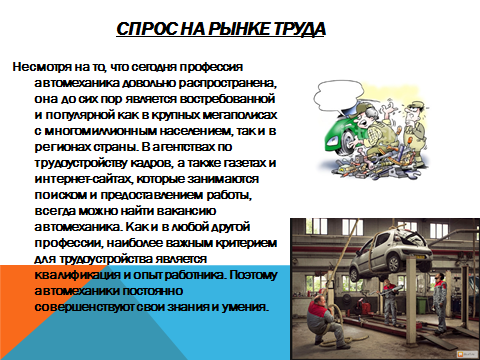 СПРОС НА РЫНКЕ ТРУДА
Несмотря на то, что сегодня профессия
автомеханика довольно распространена,
она до сих пор является востребованной
и популярной как в крупных мегаполисах
с многомиллионным населением, так и в
регионах страны. В агентствах по
трудоустройству кадров, а также газетах и
интернет-сайтах, которые занимаются
поиском и предоставлением работы,
всегда можно найти вакансию
автомеханика. Как и в любой другой
профессии, наиболее важным критерием
для трудоустройства является
квалификация и опыт работника. Поэтому
автомеханики постоянно
совершенствуют свои знания и умения.